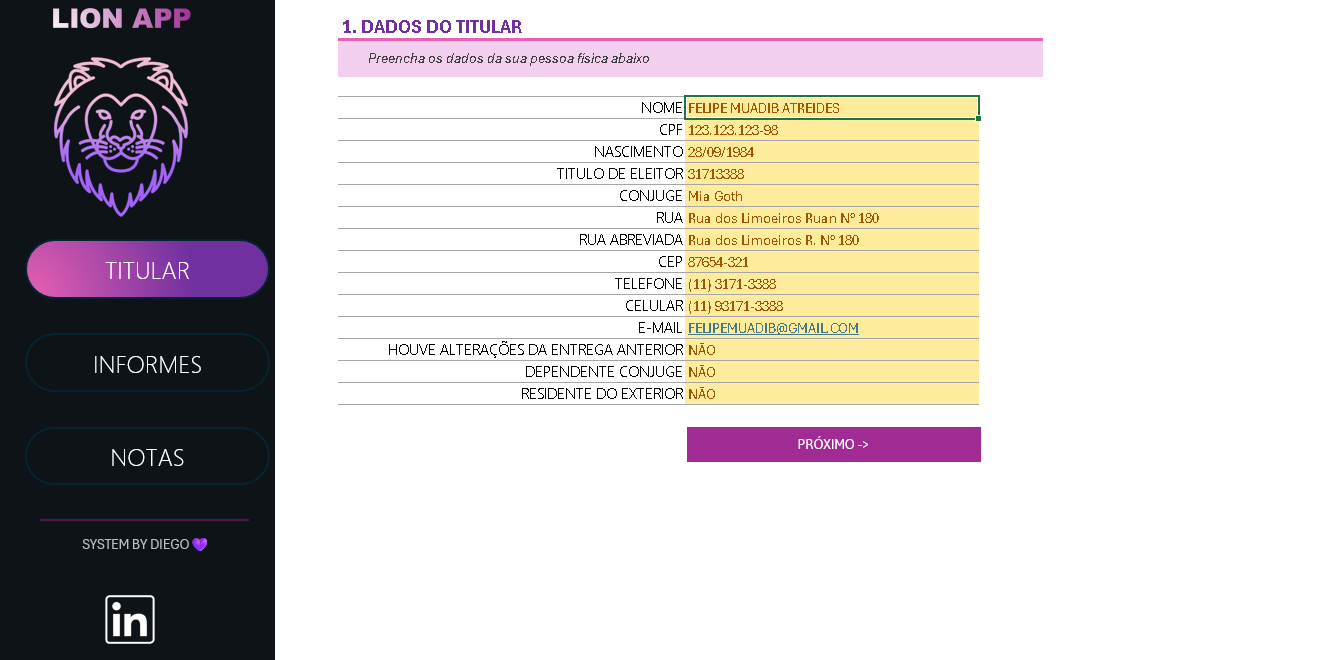 LION APP
TITULAR
INFORMES
NOTAS
SYSTEM BY DIEGO
in
1. DADOS DO TITULAR
Preencha os dados da sua pessoa física abaixo
NOME FELIPE MUADIB ATREIDES
CPF 123.123.123-98
NASCIMENTO 28/09/1984
TITULO DE ELEITOR 31713388
CONJUGE Mia Goth
RUA Rua dos Limoeiros Ruan Nº 180
RUA ABREVIADA Rua dos Limoeiros R. Nº 180
CEP 87654-321
TELEFONE (11) 3171-3388
CELULAR (11) 93171-3388
E-MAIL FELIPEMUADIB@GMAIL.COM
HOUVE ALTERAÇÕES DA ENTREGA ANTERIOR NÃO
DEPENDENTE CONJUGE NÃO
RESIDENTE DO EXTERIOR NÃO
PRÓXIMO ->